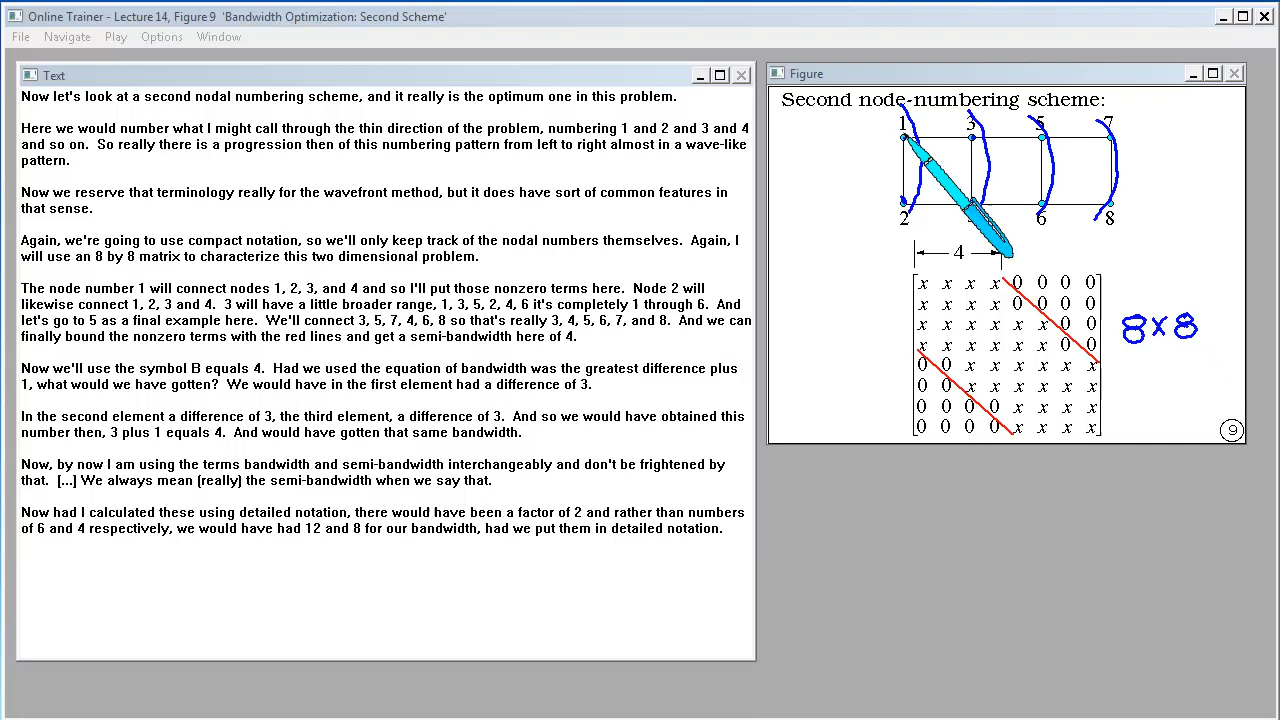 Online Trainer - Lecture 14, Figure 9 'Bandwidth Optimization: Second Scheme'
File Navigate Play Options Window
Text
Now let's look at a second nodal numbering scheme, and it really is the optimum one in this problem.
Here we would number what I might call through the thin direction of the problem, numbering 1 and 2 and 3 and 4
and so on. So really there is a progression then of this numbering pattern from left to right almost in a wave-like
pattern.
Now we reserve that terminology really for the wavefront method, but it does have sort of common features in
that sense.
Again, we're going to use compact notation, so we'll only keep track of the nodal numbers themselves. Again, I
will use an 8 by 8 matrix to characterize this two dimensional problem.
The node number 1 will connect nodes 1, 2, 3, and 4 and so I'll put those nonzero terms here. Node 2 will
likewise connect 1, 2, 3 and 4. 3 will have a little broader range, 1, 3, 5, 2, 4, 6 it's completely 1 through 6. And
let's go to 5 as a final example here. We'll connect 3, 5, 7, 4, 6, 8 so that's really 3, 4, 5, 6, 7, and 8. And we can
finally bound the nonzero terms with the red lines and get a semi-bandwidth here of 4.
Now we'll use the symbol B equals 4. Had we used the equation of bandwidth was the greatest difference plus
1, what would we have gotten? We would have in the first element had a difference of 3.
In the second element a difference of 3, the third element, a difference of 3. And so we would have obtained this
number then, 3 plus 1 equals 4. And would have gotten that same bandwidth.
Now, by now I am using the terms bandwidth and semi-bandwidth interchangeably and don't be frightened by
that. [...] We always mean (really) the semi-bandwidth when we say that.
Now had I calculated these using detailed notation, there would have been a factor of 2 and rather than numbers
of 6 and 4 respectively, we would have had 12 and 8 for our bandwidth, had we put them in detailed notation.
Figure
Second node-numbering scheme:
1 3 5 7
2 6 8
4
x x x x 0 0 0 0
x x x x 0 0 0 0
x x x x x x 0 0
x x x x x x 0 0
0 0 x x x x x x
0 0 x x x x x x
0 0 0 0 x x x x
0 0 0 0 x x x x
8x8
9